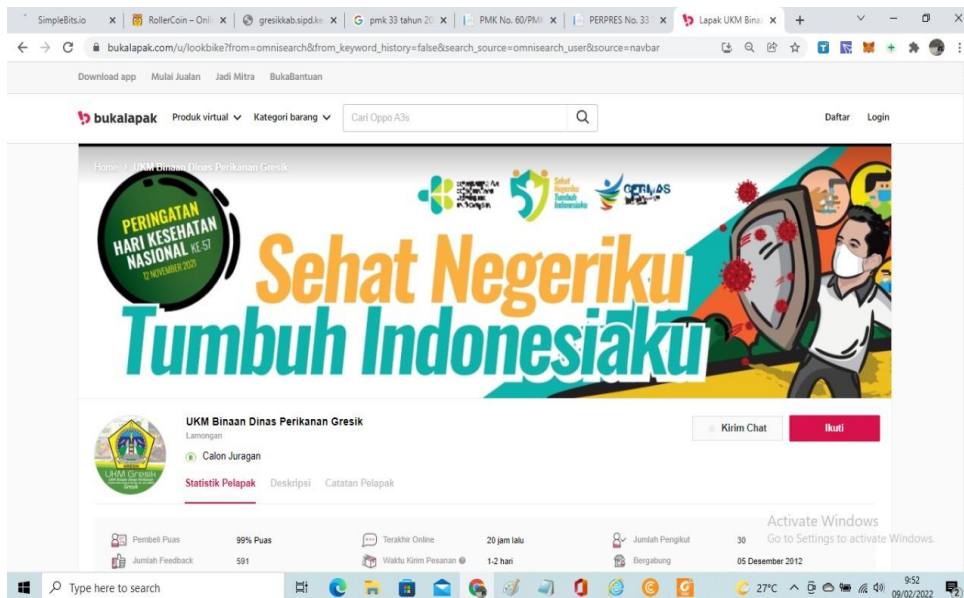 SimpleBits.io
RollerCoin – Onli
gresikkab.sipd.ke
pmk 33 tahun 20
PMK No. 60/PM
PERPRES No. 33
Lapak UKM Bina
bukalapak.com/u/lookbike?from=omnisearch&from_keyword_history=false&search_source=omnisearch_user&source=navbar
Download app Mulai Jualan Jadi Mitra BukaBantuan
bukalapak Produk virtual Kategori barang Cari Oppo A3s Daftar Login
Home UKM Binaan Dinas Perikanan Gresik
PERINGATAN
HARI KESEHATAN
NASIONAL KE-57
12 NOVEMBER 2021
Sehat
Negeriku
Tumbuh
Indonesiaku
GERMAS
Sehat Negeriku
Tumbuh Indonesiaku
UKM Binaan Dinas Perikanan Gresik
Lamongan
Calon Juragan
Kirim Chat Ikuti
UKM Gresik
Statistik Pelapak Deskripsi Catatan Pelapak
Activate Windows
Go to Settings to activate Windows.
Pembeli Puas 99% Puas Terakhir Online 20 jam lalu Jumlah Pengikut 30
Jumlah Feedback 591 Waktu Kirim Pesanan 1-2 hari Bergabung 05 Desember 2012
Type here to search
27°C
9:52
09/02/2022